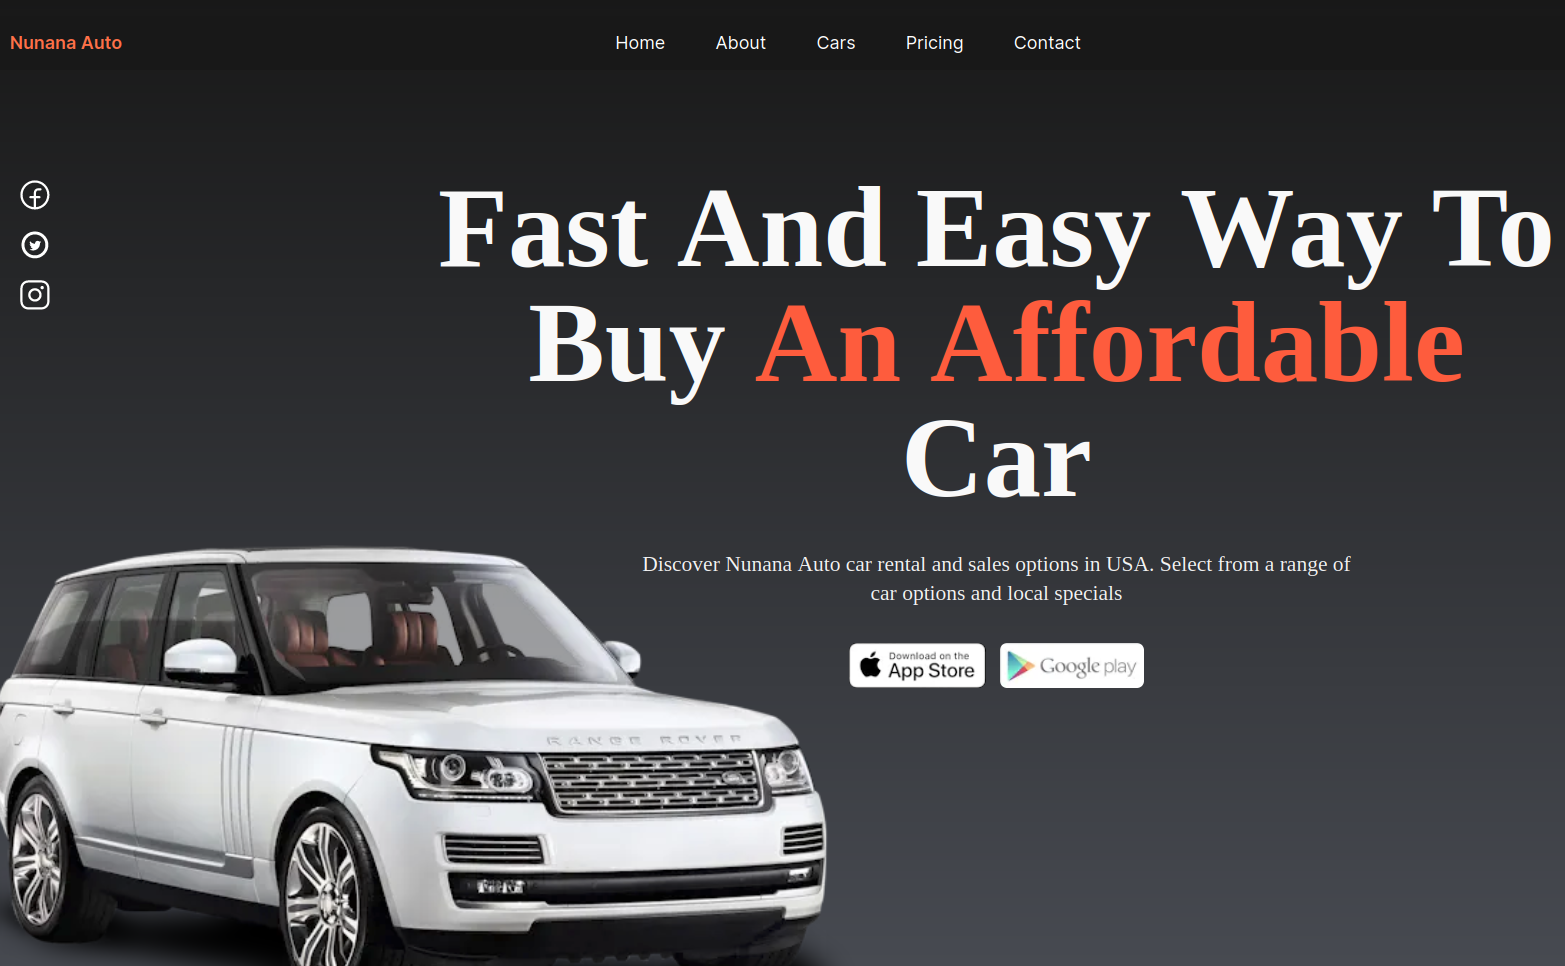 Nunana Auto
Home About Cars Pricing Contact
Fast And Easy Way To
Buy An Affordable
Car
Discover Nunana Auto car rental and sales options in USA. Select from a range of
car options and local specials
Download on the
App Store
Google play
RANGE ROVER